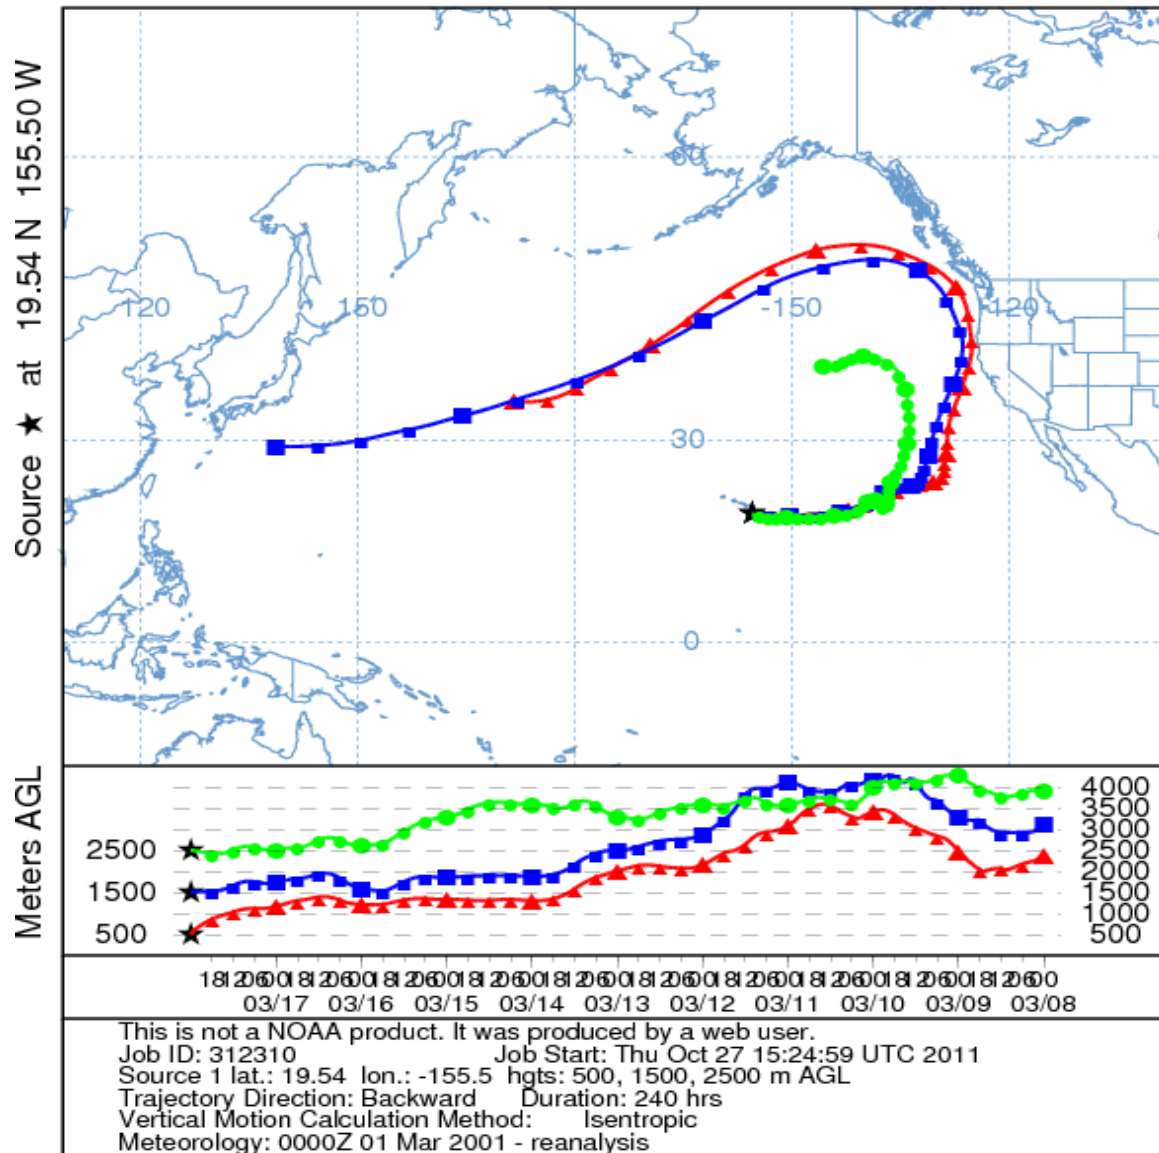 Source ★ at 19.54 N 155.50 W
60
120
150
-150
-120
30
0
Meters AGL
2500
1500
500
4000
3500
3000
2500
2000
1500
1000
500
18 12 06 00 18 12 06 00 18 12 06 00 18 12 06 00 18 12 06 00 18 12 06 00 18 12 06 00 18 12 06 00 18 12 06 00 18 12 06 00
03/17 03/16 03/15 03/14 03/13 03/12 03/11 03/10 03/09 03/08
This is not a NOAA product. It was produced by a web user.
Job ID: 312310 Job Start: Thu Oct 27 15:24:59 UTC 2011
Source 1 lat.: 19.54 lon.: -155.5 hgts: 500, 1500, 2500 m AGL
Trajectory Direction: Backward Duration: 240 hrs
Vertical Motion Calculation Method: Isentropic
Meteorology: 0000Z 01 Mar 2001 - reanalysis